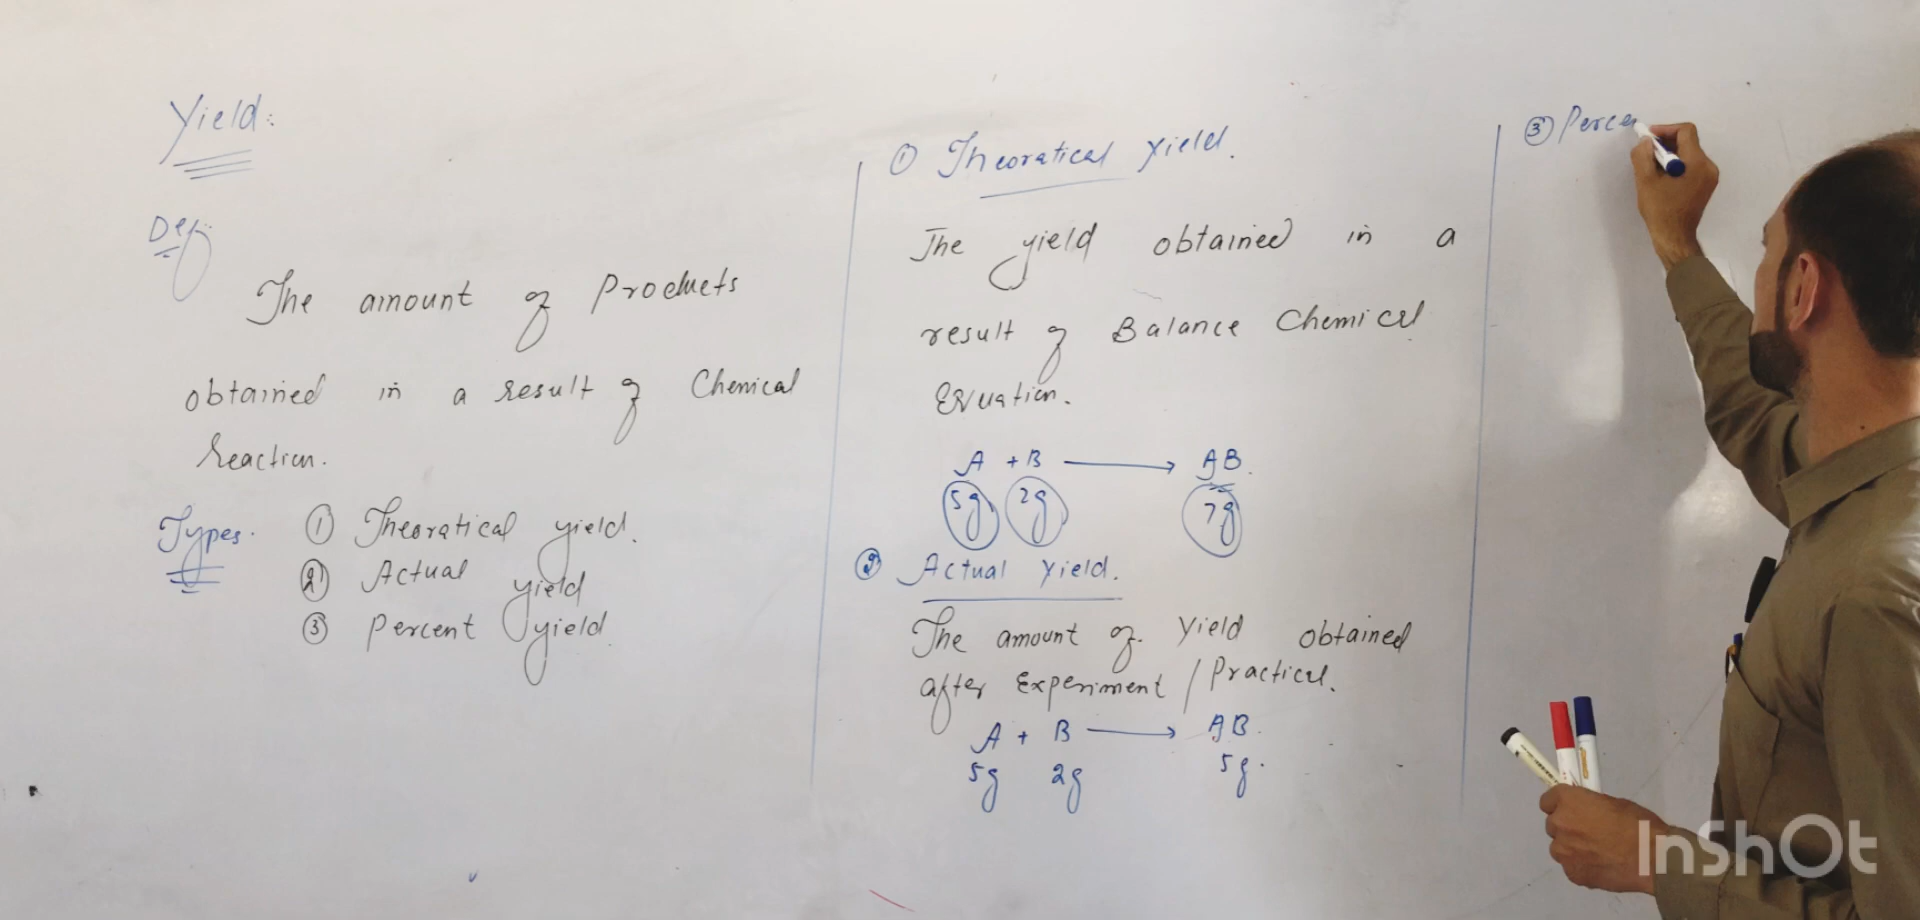 Yield:
Def:
The amount of Products
obtained in a result of Chemical
reaction.
Types. ① Theoratical yield.
② Actual yield
③ Percent yield.
① Theoratical yield.
The yield obtained in a
result of Balance Chemical
Equation.
A + B ⟶ AB.
5g 2g 7g
② Actual yield.
The amount of yield obtained
after Experiment / Practical.
A + B ⟶ AB.
5g 2g 5g.
③ Perce
InShOt